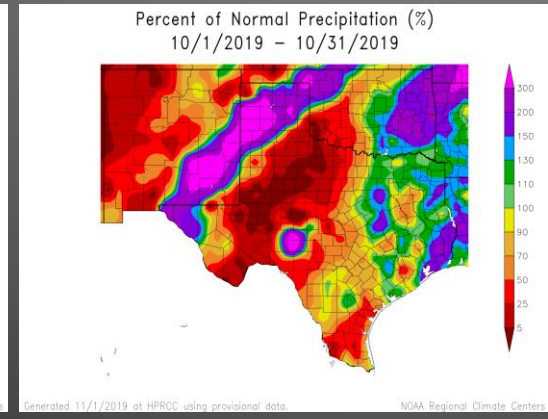 Percent of Normal Precipitation (%)
10/1/2019 – 10/31/2019
300
200
150
130
110
100
90
70
50
25
5
Generated 11/1/2019 at HPRCC using provisional data.
NOAA Regional Climate Centers